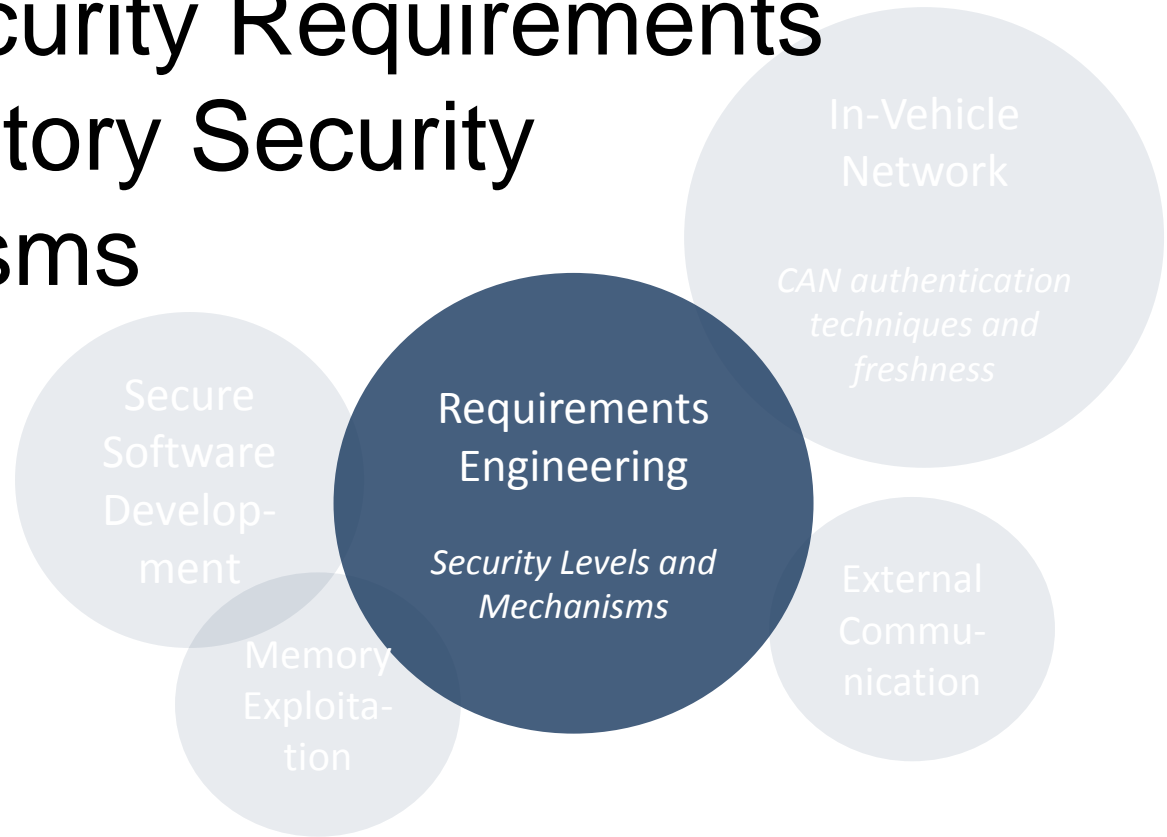 curity Requirements
tory Security
sms
In-Vehicle
Network
CAN authentication
techniques and
freshness
Secure
Software
Develop-
ment
Requirements
Engineering
Security Levels and
Mechanisms
External
Commu-
nication
Memory
Exploita-
tion